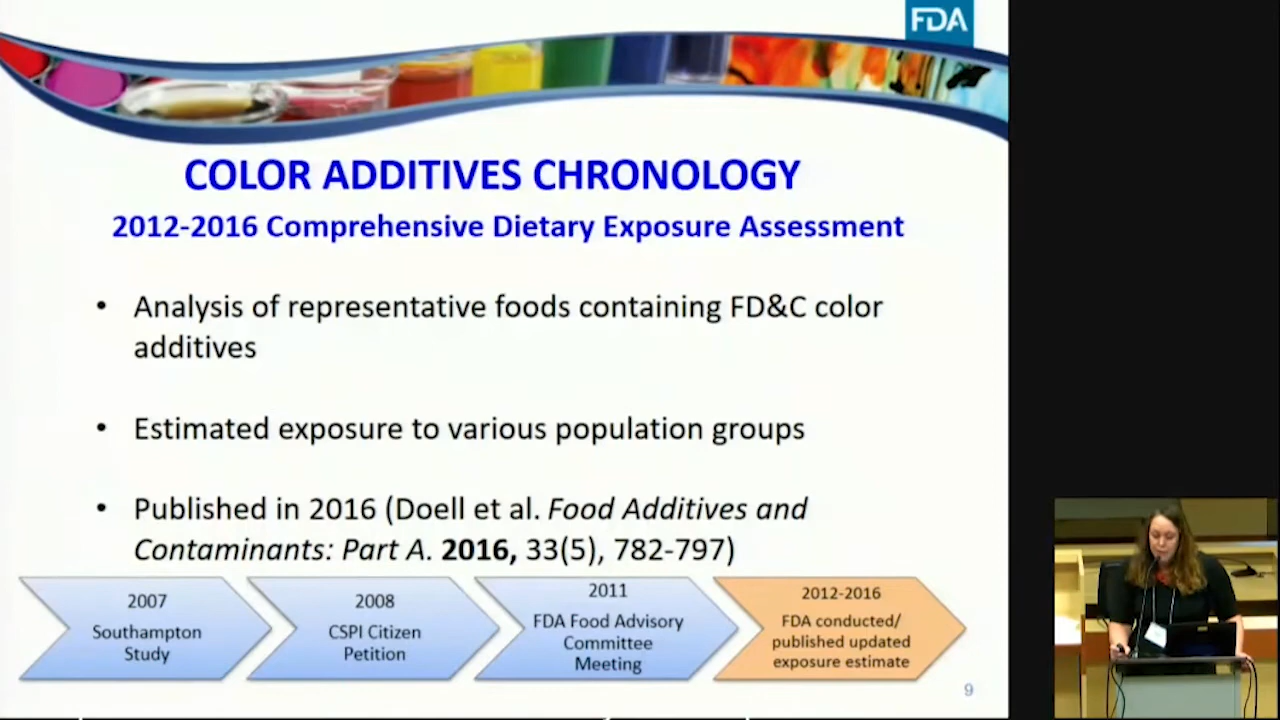 FDA
COLOR ADDITIVES CHRONOLOGY
2012-2016 Comprehensive Dietary Exposure Assessment
• Analysis of representative foods containing FD&C color
additives
• Estimated exposure to various population groups
• Published in 2016 (Doell et al. Food Additives and
Contaminants: Part A. 2016, 33(5), 782-797)
2007
Southampton
Study
2008
CSPI Citizen
Petition
2011
FDA Food Advisory
Committee
Meeting
2012-2016
FDA conducted/
published updated
exposure estimate
9